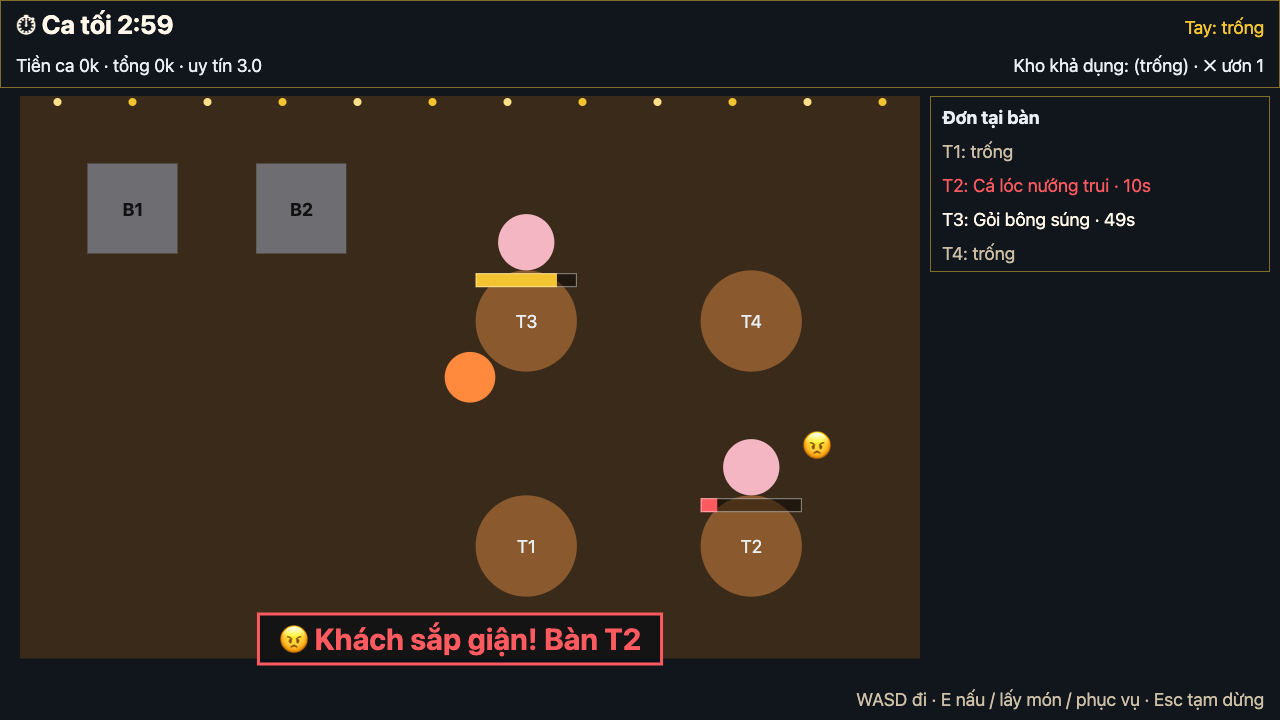 ⏱ Ca tối 2:59
Tay: trống
Tiền ca 0k · tổng 0k · uy tín 3.0
Kho khả dụng: (trống) · ✕ ươn 1
Đơn tại bàn
T1: trống
T2: Cá lóc nướng trui · 10s
T3: Gỏi bông súng · 49s
T4: trống
B1
B2
T3
T4
T1
T2
😠 Khách sắp giận! Bàn T2
WASD đi · E nấu / lấy món / phục vụ · Esc tạm dừng